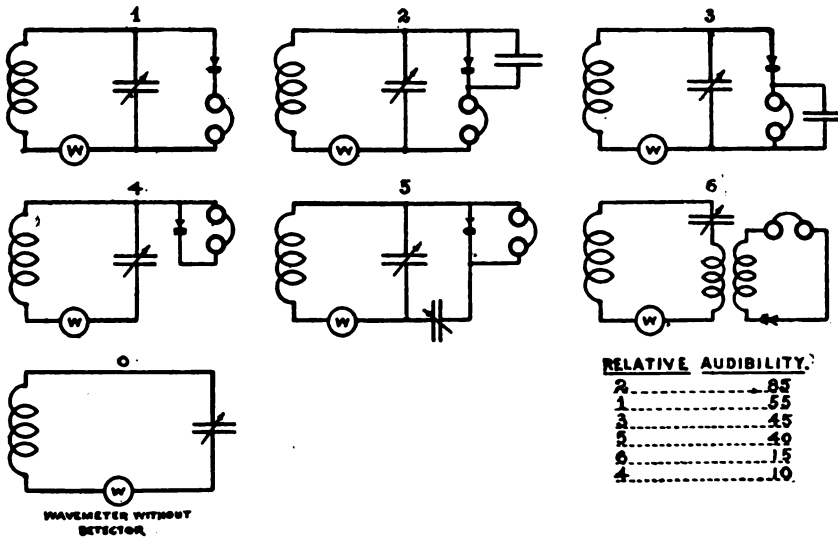 1
2
3
W
W
W
4
5
6
W
W
W
0
W
WAVEMETER WITHOUT
DETECTOR
RELATIVE AUDIBILITY.
2 85
1 55
3 45
5 40
6 15
4 10